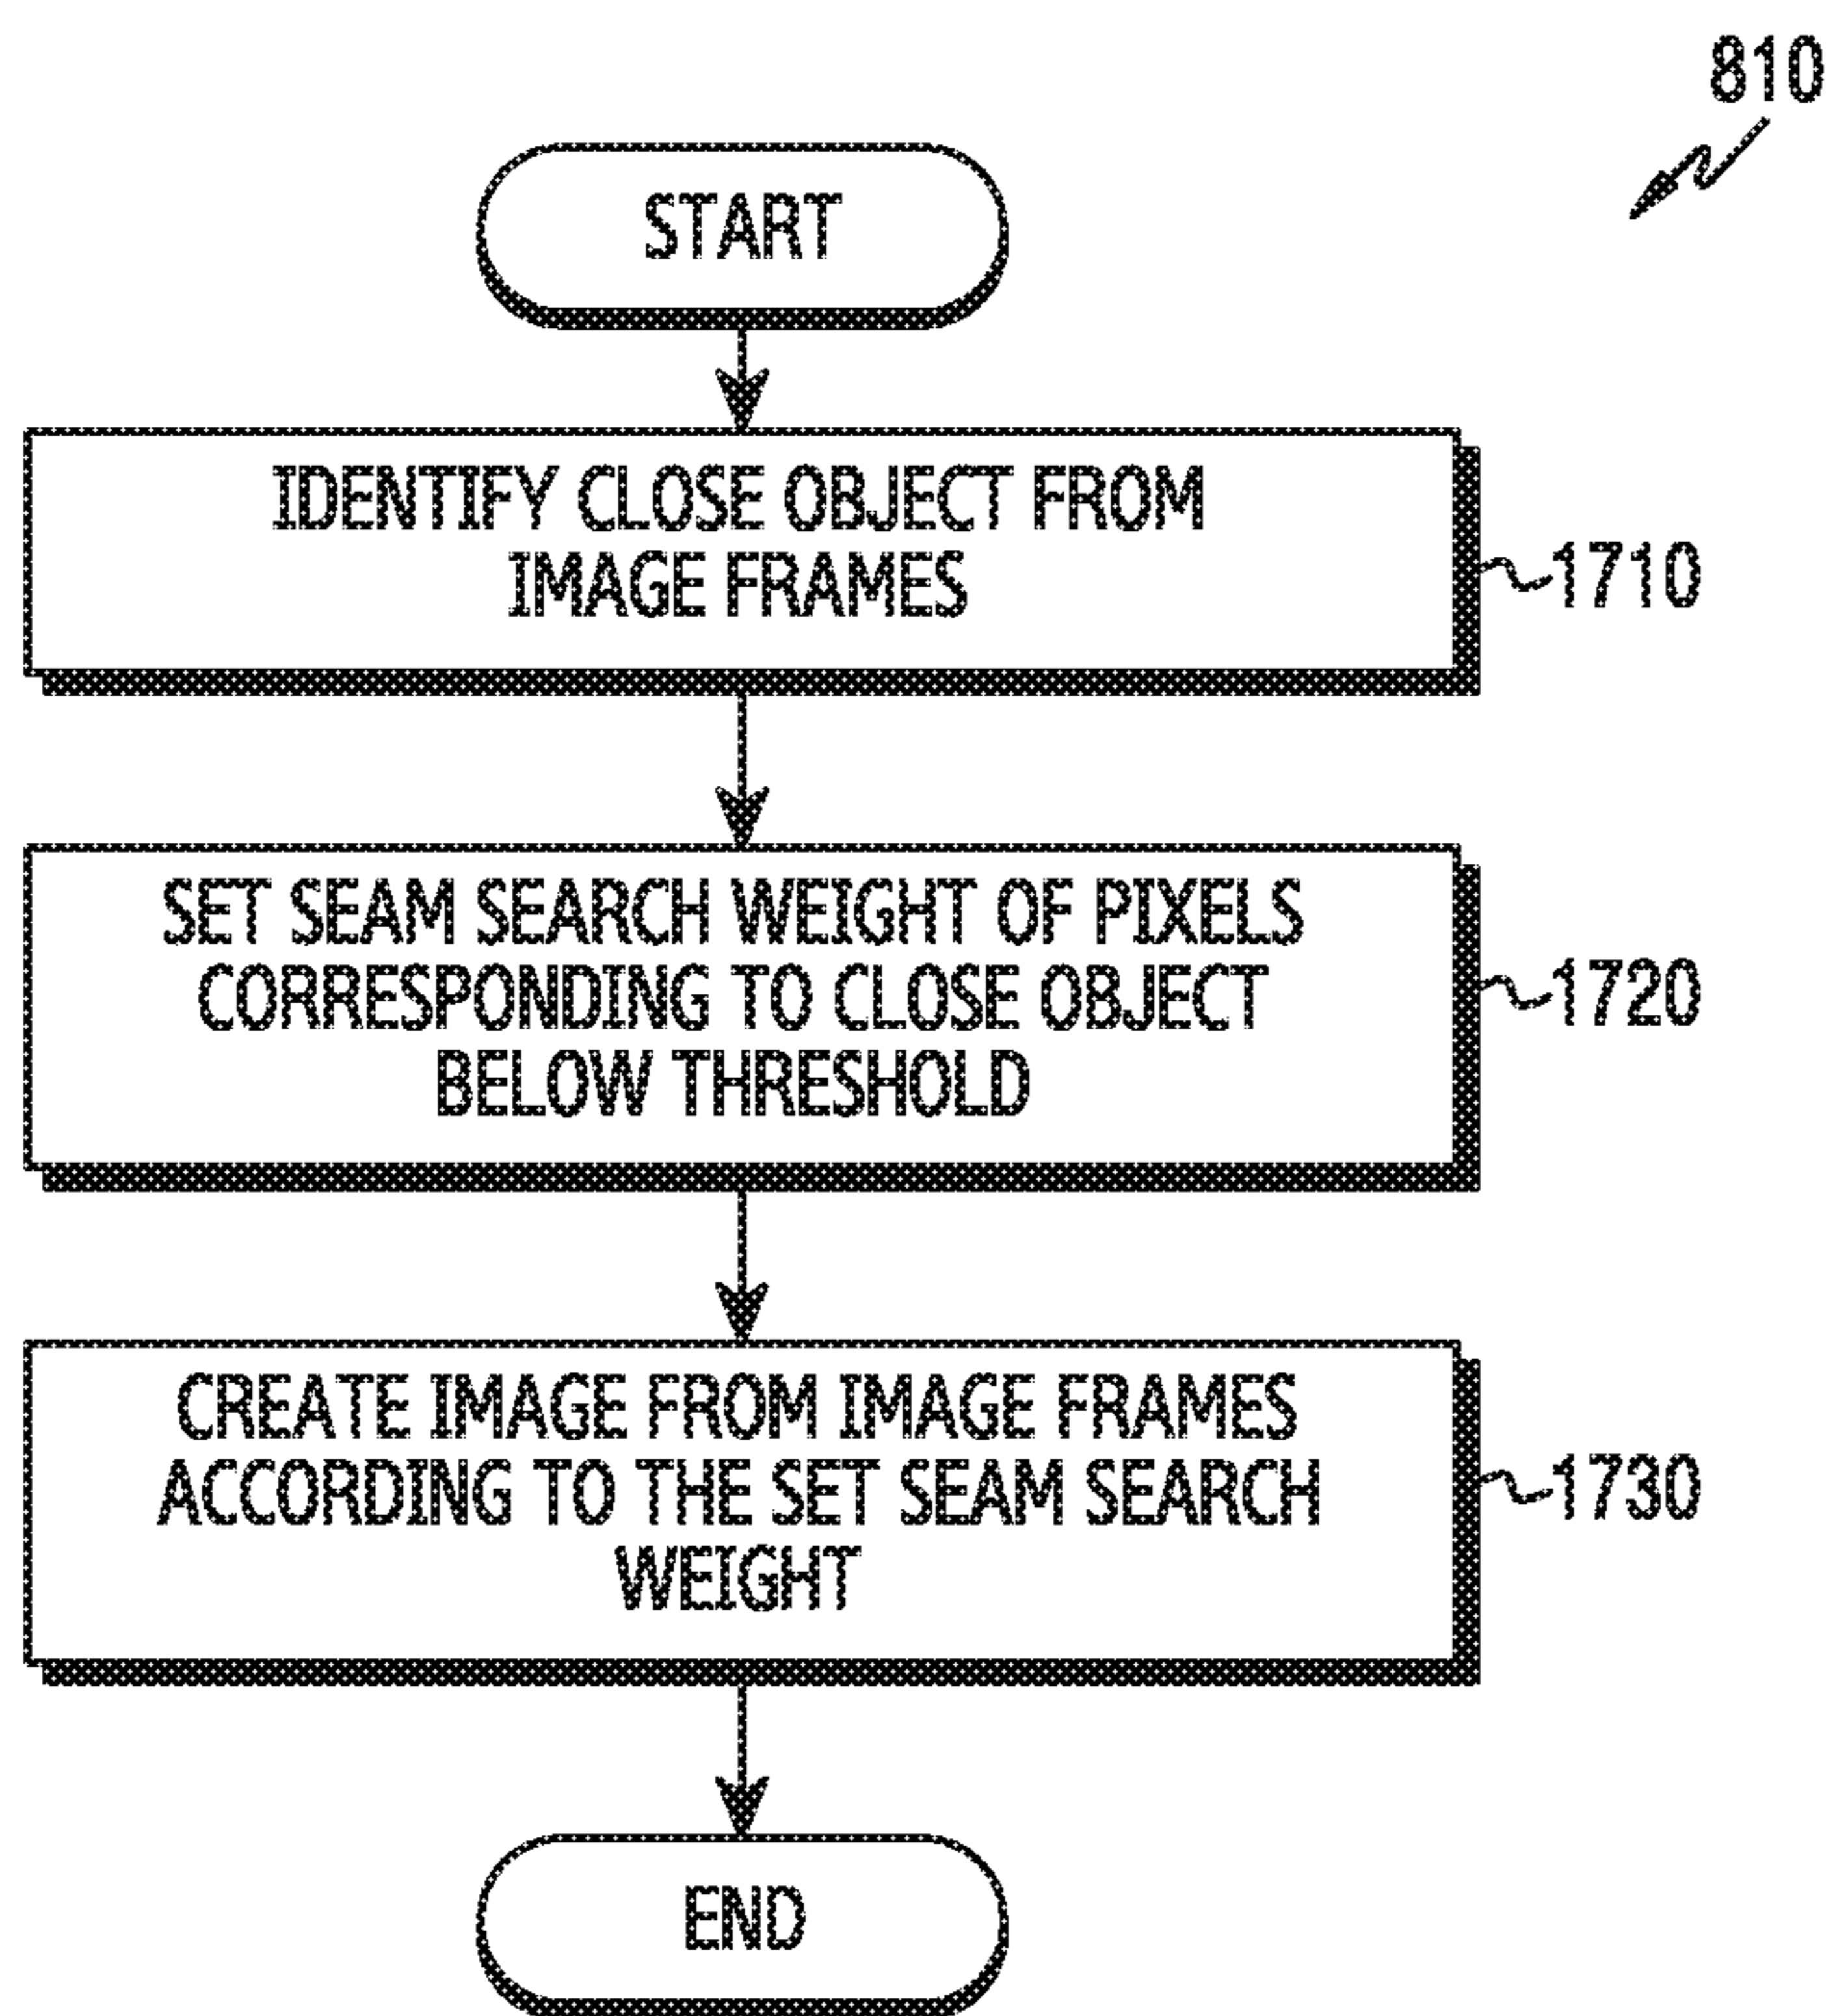 810
START
IDENTIFY CLOSE OBJECT FROM
IMAGE FRAMES
1710
SET SEAM SEARCH WEIGHT OF PIXELS
CORRESPONDING TO CLOSE OBJECT
BELOW THRESHOLD
1720
CREATE IMAGE FROM IMAGE FRAMES
ACCORDING TO THE SET SEAM SEARCH
WEIGHT
1730
END